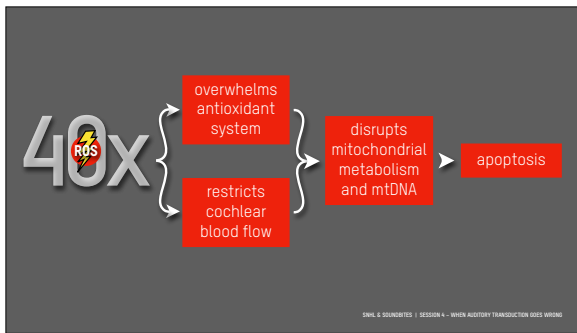 40x
ROS
overwhelms
antioxidant
system
restricts
cochlear
blood flow
disrupts
mitochondrial
metabolism
and mtDNA
apoptosis
SNHL & SOUNDBITES | SESSION 4 – WHEN AUDITORY TRANSDUCTION GOES WRONG